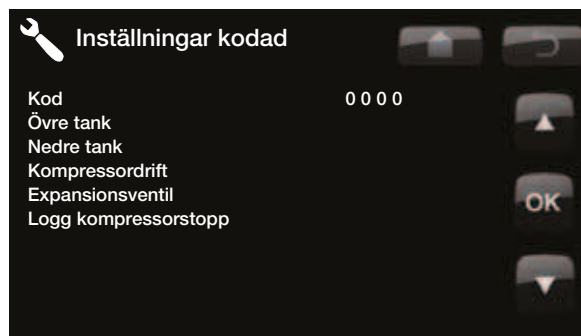 Inställningar kodad
Kod 0 0 0 0
Övre tank
Nedre tank
Kompressordrift
Expansionsventil
Logg kompressorstopp
OK